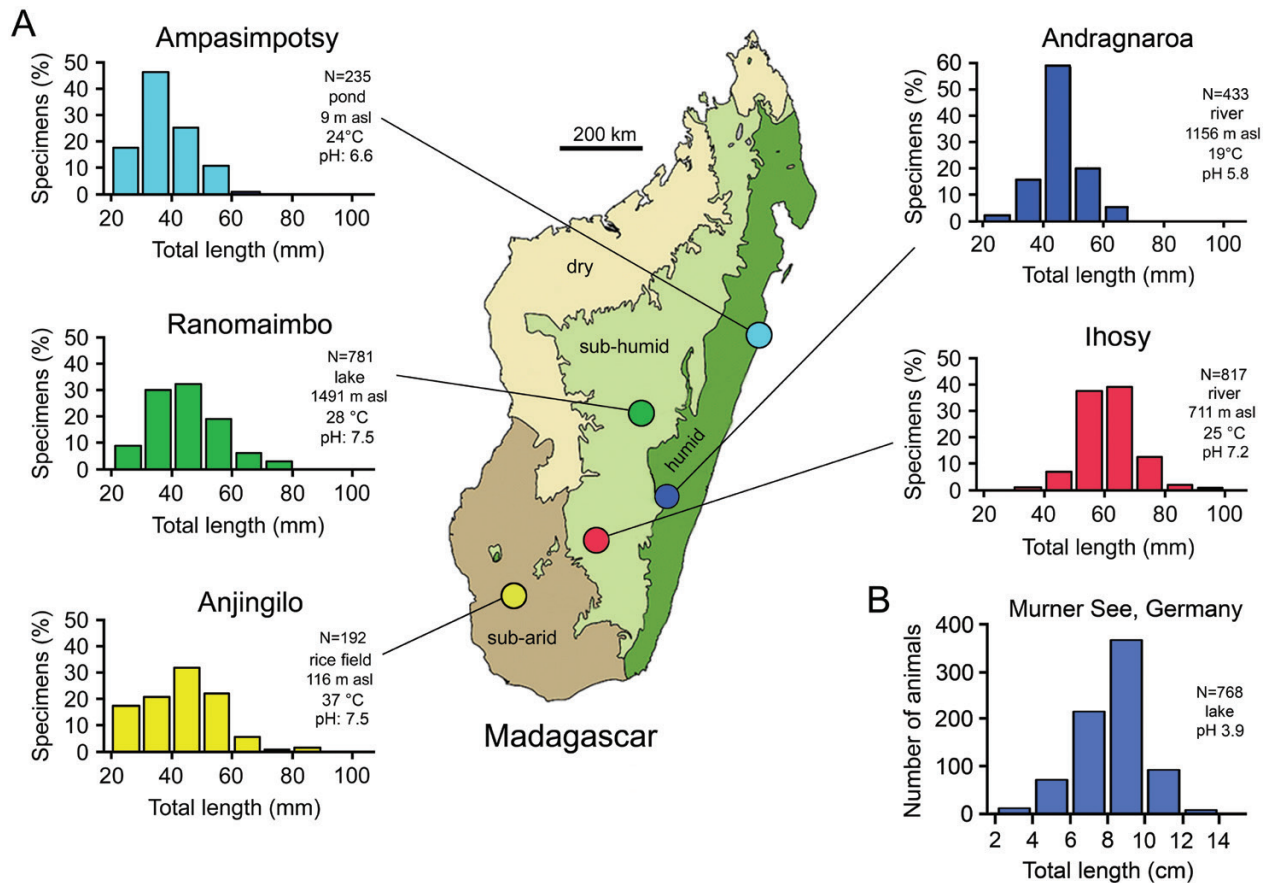 A
Ampasimpotsy
Specimens (%)
50
40
30
20
10
0
N=235
pond
9 m asl
24°C
pH: 6.6
20 40 60 80 100
Total length (mm)
Ranomaimbo
Specimens (%)
50
40
30
20
10
0
N=781
lake
1491 m asl
28 °C
pH: 7.5
20 40 60 80 100
Total length (mm)
Anjingilo
Specimens (%)
50
40
30
20
10
0
N=192
rice field
116 m asl
37 °C
pH: 7.5
20 40 60 80 100
Total length (mm)
200 km
dry
sub-humid
humid
sub-arid
Madagascar
Andragnaroa
Specimens (%)
60
50
40
30
20
10
0
N=433
river
1156 m asl
19°C
pH 5.8
20 40 60 80 100
Total length (mm)
Ihosy
Specimens (%)
50
40
30
20
10
0
N=817
river
711 m asl
25 °C
pH 7.2
20 40 60 80 100
Total length (mm)
B
Murner See, Germany
Number of animals
400
300
200
100
0
N=768
lake
pH 3.9
2 4 6 8 10 12 14
Total length (cm)